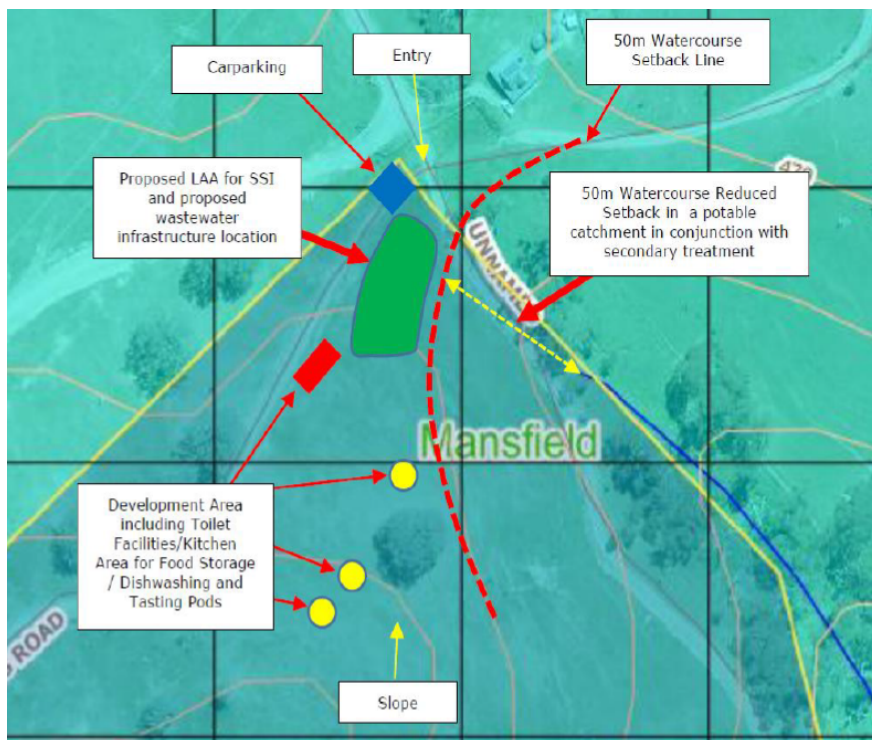 Carparking
Entry
50m Watercourse
Setback Line
Proposed LAA for SSI
and proposed
wastewater
infrastructure location
50m Watercourse Reduced
Setback in a potable
catchment in conjunction with
secondary treatment
UNNAMED
Mansfield
Development Area
including Toilet
Facilities/Kitchen
Area for Food Storage
/ Dishwashing and
Tasting Pods
ROAD
Slope